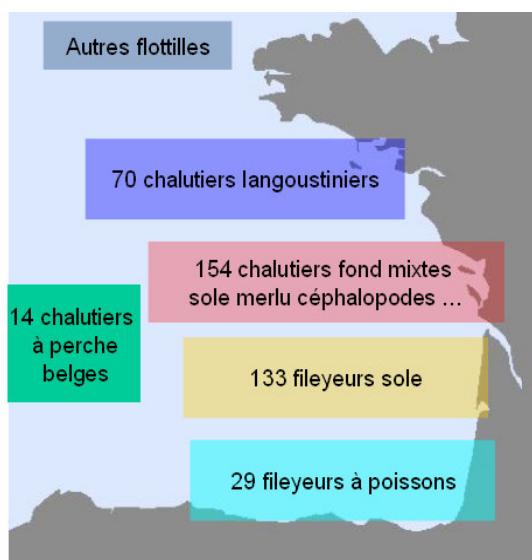 Autres flottilles
70 chalutiers langoustiniers
154 chalutiers fond mixtes
sole merlu céphalopodes ...
14 chalutiers
à perche
belges
133 fileyeurs sole
29 fileyeurs à poissons